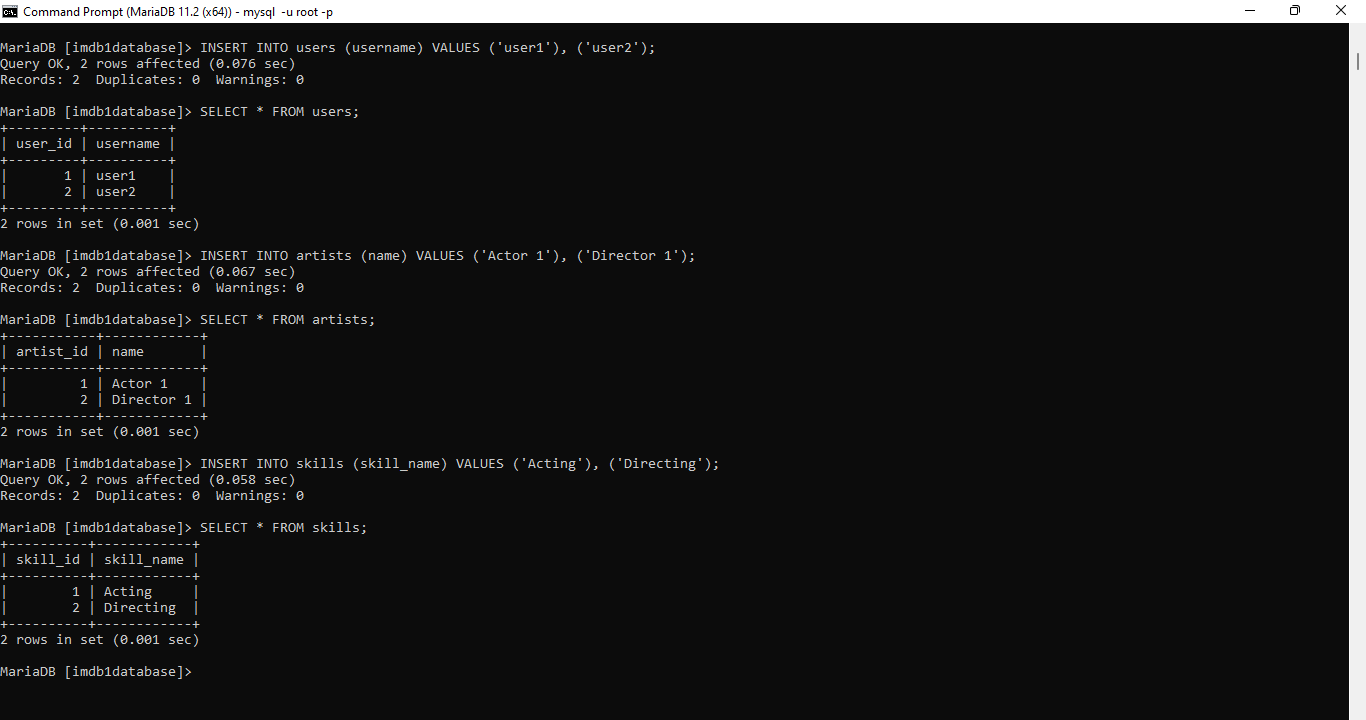 Command Prompt (MariaDB 11.2 (x64)) - mysql  -u root -p
MariaDB [imdb1database]> INSERT INTO users (username) VALUES ('user1'), ('user2');
Query OK, 2 rows affected (0.076 sec)
Records: 2  Duplicates: 0  Warnings: 0
MariaDB [imdb1database]> SELECT * FROM users;
+---------+----------+
| user_id | username |
+---------+----------+
|       1 | user1    |
|       2 | user2    |
+---------+----------+
2 rows in set (0.001 sec)
MariaDB [imdb1database]> INSERT INTO artists (name) VALUES ('Actor 1'), ('Director 1');
Query OK, 2 rows affected (0.067 sec)
Records: 2  Duplicates: 0  Warnings: 0
MariaDB [imdb1database]> SELECT * FROM artists;
+-----------+------------+
| artist_id | name       |
+-----------+------------+
|         1 | Actor 1    |
|         2 | Director 1 |
+-----------+------------+
2 rows in set (0.001 sec)
MariaDB [imdb1database]> INSERT INTO skills (skill_name) VALUES ('Acting'), ('Directing');
Query OK, 2 rows affected (0.058 sec)
Records: 2  Duplicates: 0  Warnings: 0
MariaDB [imdb1database]> SELECT * FROM skills;
+----------+------------+
| skill_id | skill_name |
+----------+------------+
|        1 | Acting     |
|        2 | Directing  |
+----------+------------+
2 rows in set (0.001 sec)
MariaDB [imdb1database]>